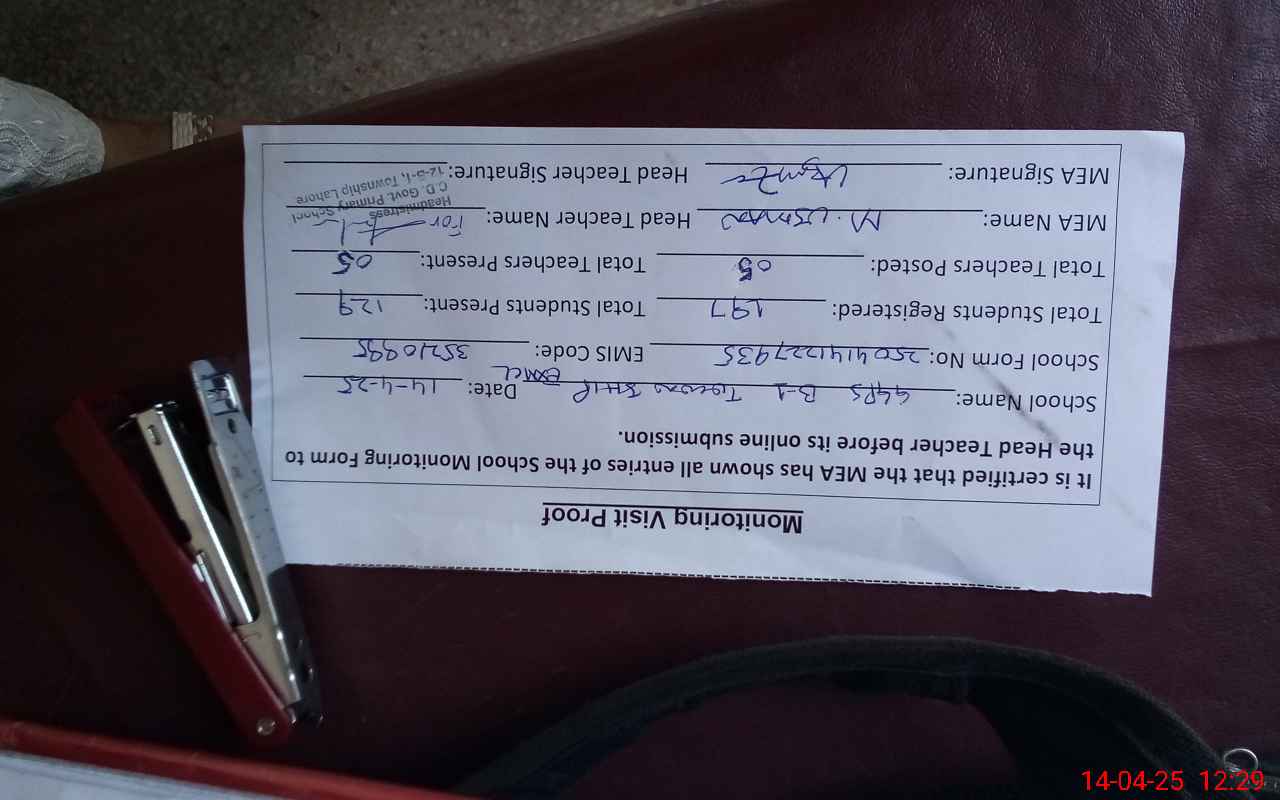 Monitoring Visit Proof
It is certified that the MEA has shown all entries of the School Monitoring Form to
the Head Teacher before its online submission.
School Name: GGPS B-1 Township Date: 14-4-25
School Form No: 2504141227935 EMIS Code: 35210995
Total Students Registered: 197 Total Students Present: 129
Total Teachers Posted: 05 Total Teachers Present: 05
MEA Name: M. USMAN Head Teacher Name: For
MEA Signature: Head Teacher Signature:
Headmistress
C.D. Govt. Primary School
Township Lahore
14-04-25 12:29